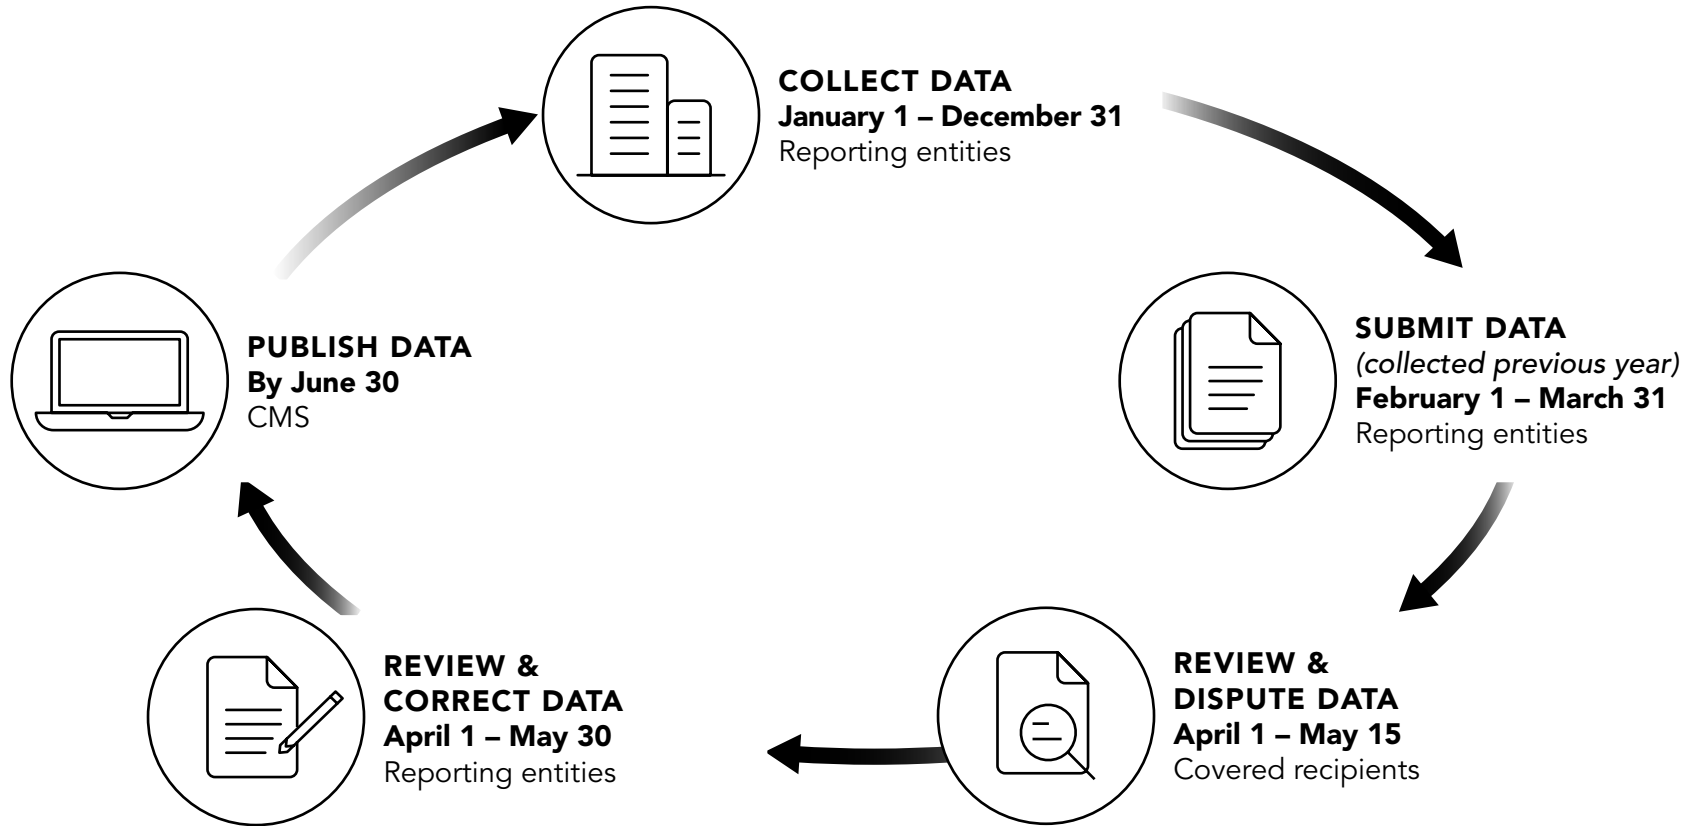 COLLECT DATA
January 1 – December 31
Reporting entities
SUBMIT DATA
(collected previous year)
February 1 – March 31
Reporting entities
REVIEW &
DISPUTE DATA
April 1 – May 15
Covered recipients
REVIEW &
CORRECT DATA
April 1 – May 30
Reporting entities
PUBLISH DATA
By June 30
CMS